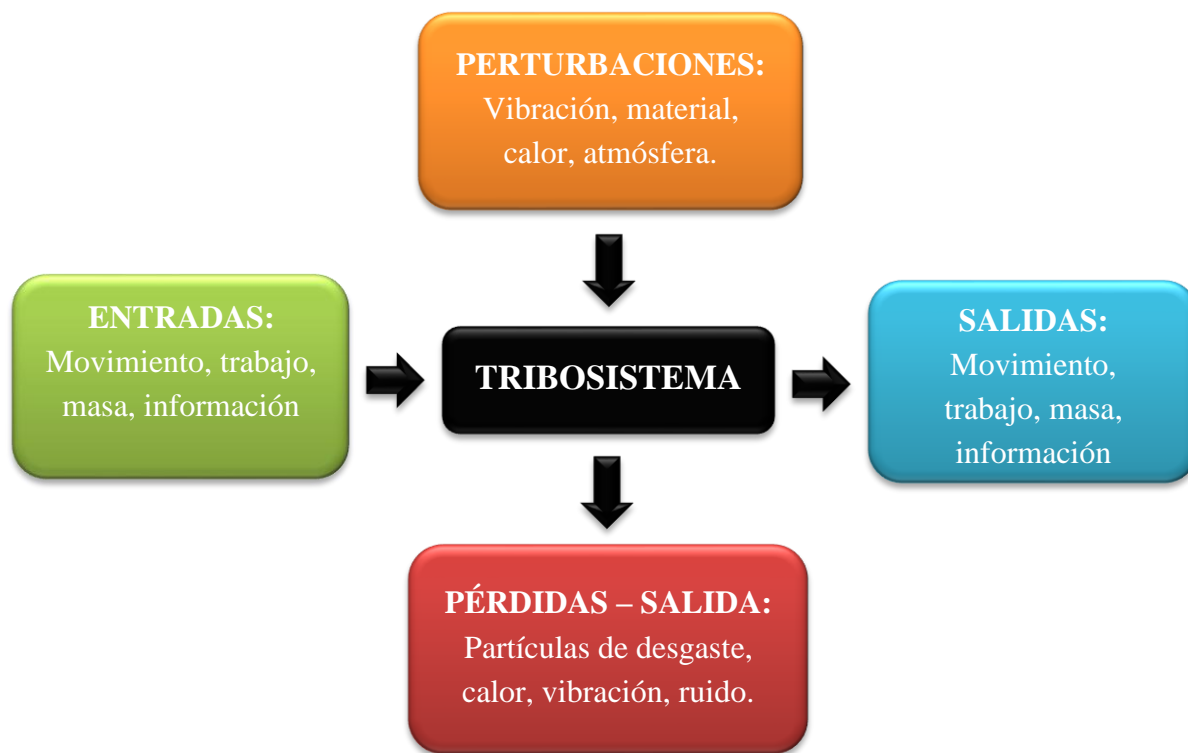 PERTURBACIONES:
Vibración, material,
calor, atmósfera.
ENTRADAS:
Movimiento, trabajo,
masa, información
TRIBOSISTEMA
SALIDAS:
Movimiento,
trabajo, masa,
información
PÉRDIDAS – SALIDA:
Partículas de desgaste,
calor, vibración, ruido.